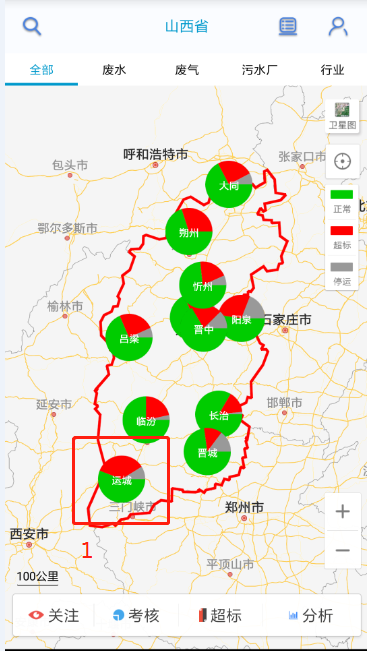 山西省
全部 废水 废气 污水厂 行业
卫星图
呼和浩特市 张家口市
包头市
大同
正常
鄂尔多斯市
朔州
超标
忻州
停运
榆林市
阳泉 石家庄市
晋中
吕梁
延安市 邯郸市
临汾 长治
晋城
运城
三门峡市 郑州市
西安市
1
平顶山市
100公里
关注 考核 超标 分析